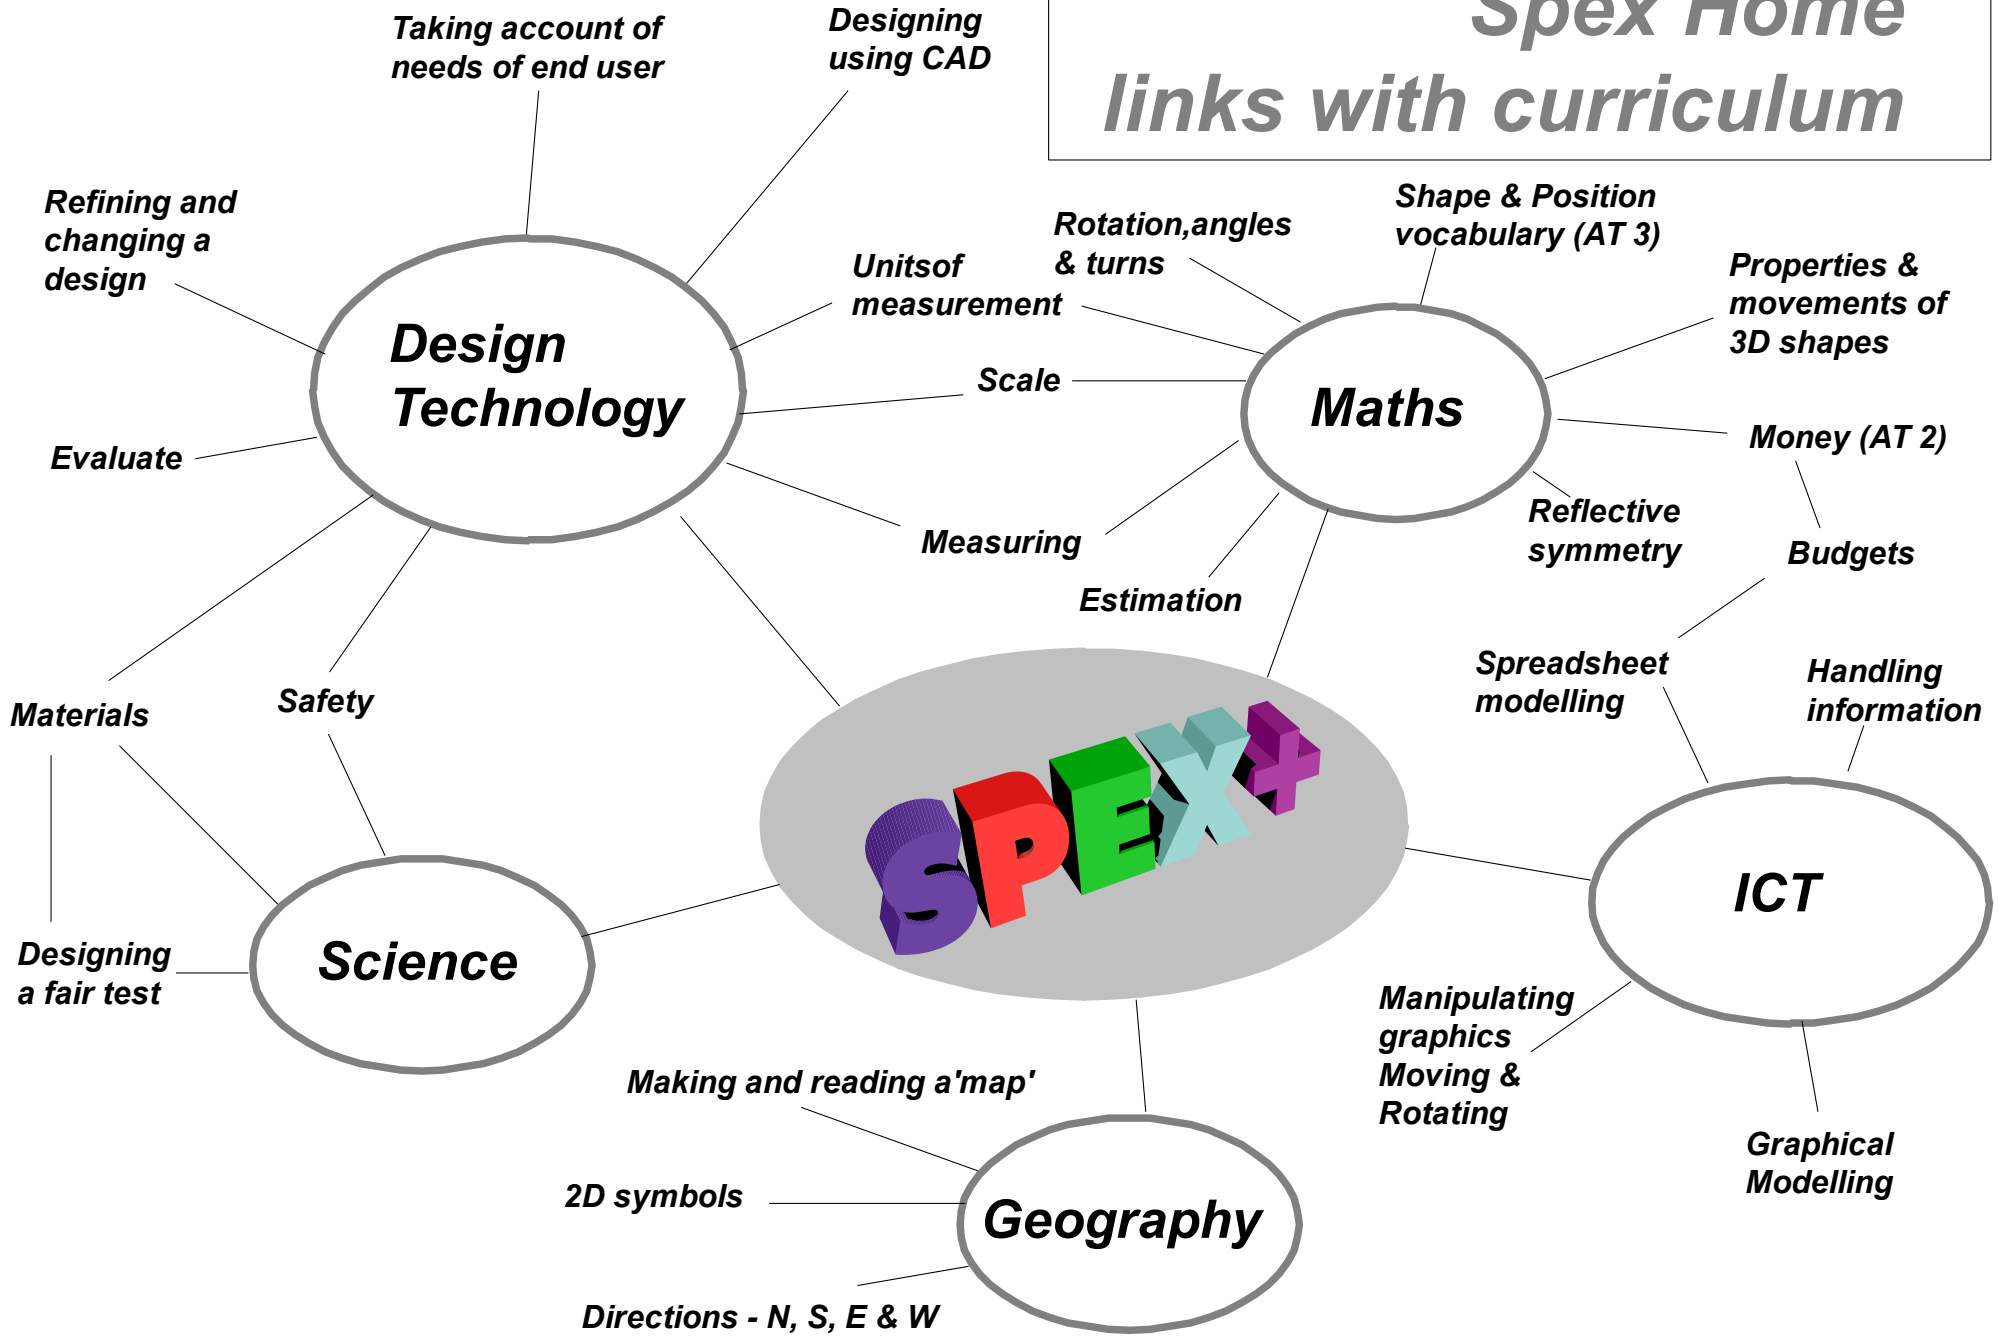 Spex Home
links with curriculum
Taking account of
needs of end user
Designing
using CAD
Refining and
changing a
design
Design
Technology
Evaluate
Unitsof
measurement
Scale
Measuring
Rotation,angles
& turns
Shape & Position
vocabulary (AT 3)
Properties &
movements of
3D shapes
Maths
Money (AT 2)
Reflective
symmetry
Budgets
Estimation
Spreadsheet
modelling
Handling
information
Materials
Safety
SPEX+
ICT
Designing
a fair test
Science
Manipulating
graphics
Moving &
Rotating
Graphical
Modelling
Making and reading a'map'
2D symbols
Geography
Directions - N, S, E & W